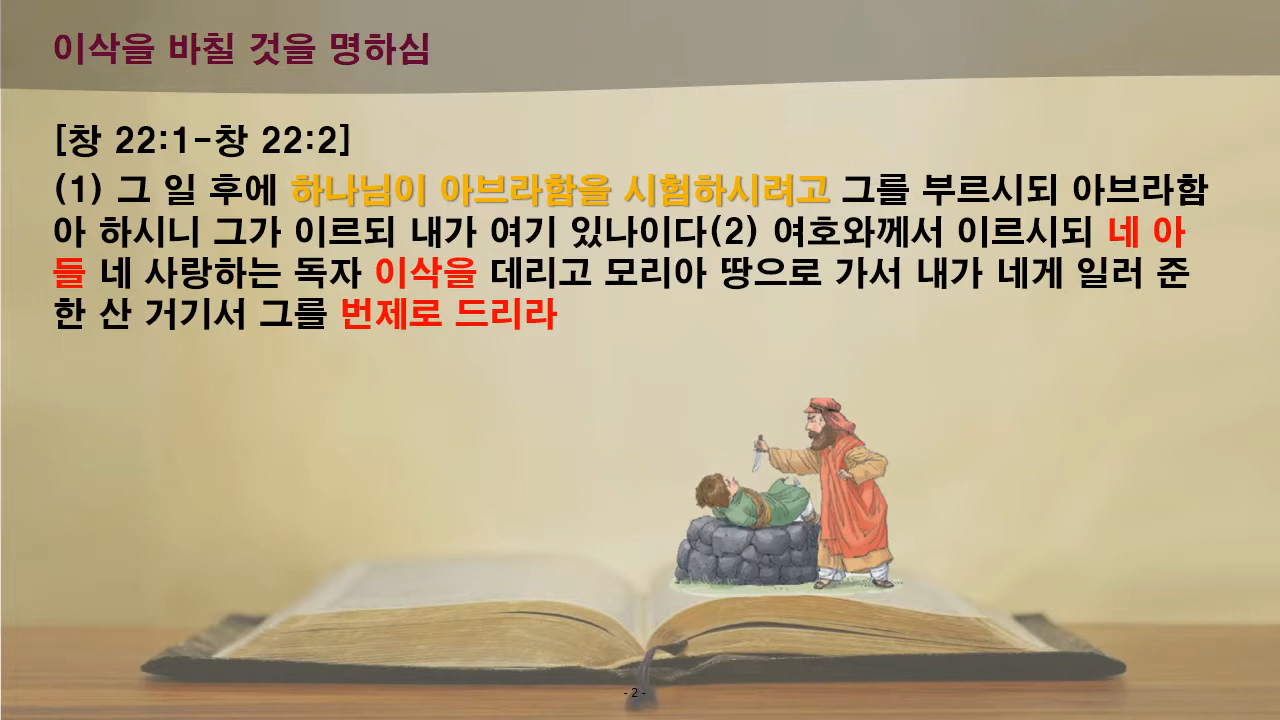 이삭을 바칠 것을 명하심
[창 22:1-창 22:2]
(1) 그 일 후에 하나님이 아브라함을 시험하시려고 그를 부르시되 아브라함
아 하시니 그가 이르되 내가 여기 있나이다(2) 여호와께서 이르시되 네 아
들 네 사랑하는 독자 이삭을 데리고 모리아 땅으로 가서 내가 네게 일러 준
한 산 거기서 그를 번제로 드리라
- 2 -